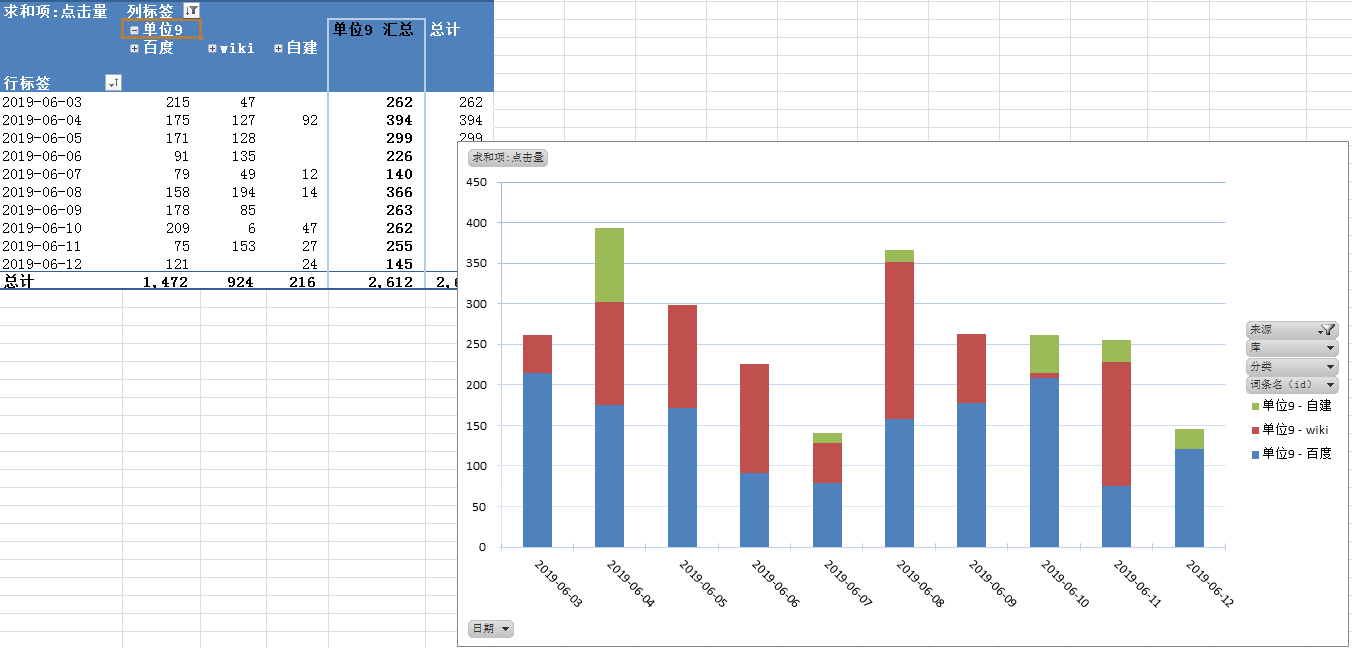 求和项:点击量 列标签
单位9 单位9 汇总 总计
百度 wiki 自建
行标签
2019-06-03 215 47 262 262
2019-06-04 175 127 92 394 394
2019-06-05 171 128 299 299
2019-06-06 91 135 226
2019-06-07 79 49 12 140
2019-06-08 158 194 14 366
2019-06-09 178 85 263
2019-06-10 209 6 47 262
2019-06-11 75 153 27 255
2019-06-12 121 24 145
总计 1,472 924 216 2,612
求和项:点击量
450
400
350
300
250
200
150
100
50
0
2019-06-03
2019-06-04
2019-06-05
2019-06-06
2019-06-07
2019-06-08
2019-06-09
2019-06-10
2019-06-11
2019-06-12
日期
来源
库
分类
词条名（id）
单位9 - 自建
单位9 - wiki
单位9 - 百度